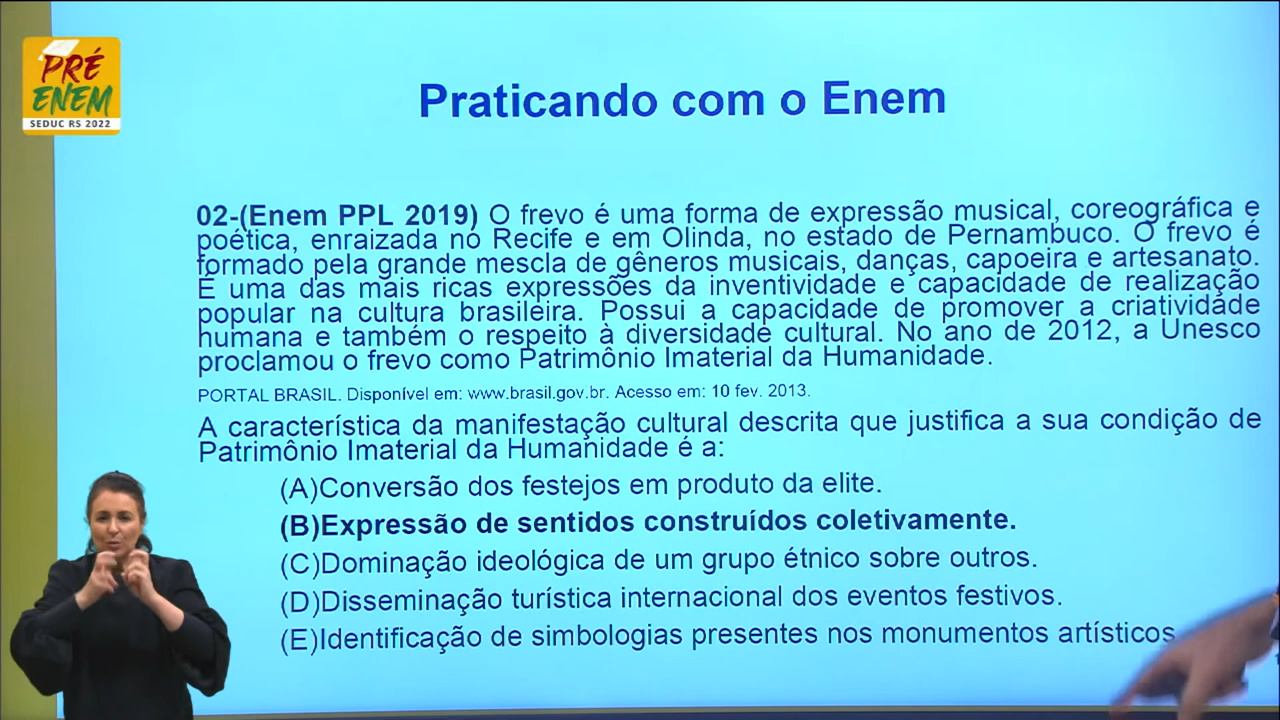 PRÉ
ENEM
SEDUC RS 2022
Praticando com o Enem
02-(Enem PPL 2019) O frevo é uma forma de expressão musical, coreográfica e
poética, enraizada no Recife e em Olinda, no estado de Pernambuco. O frevo é
formado pela grande mescla de gêneros musicais, danças, capoeira e artesanato.
É uma das mais ricas expressões da inventividade e capacidade de realização
popular na cultura brasileira. Possui a capacidade de promover a criatividade
humana e também o respeito à diversidade cultural. No ano de 2012, a Unesco
proclamou o frevo como Patrimônio Imaterial da Humanidade.
PORTAL BRASIL. Disponível em: www.brasil.gov.br. Acesso em: 10 fev. 2013.
A característica da manifestação cultural descrita que justifica a sua condição de
Patrimônio Imaterial da Humanidade é a:
(A)Conversão dos festejos em produto da elite.
(B)Expressão de sentidos construídos coletivamente.
(C)Dominação ideológica de um grupo étnico sobre outros.
(D)Disseminação turística internacional dos eventos festivos.
(E)Identificação de simbologias presentes nos monumentos artísticos